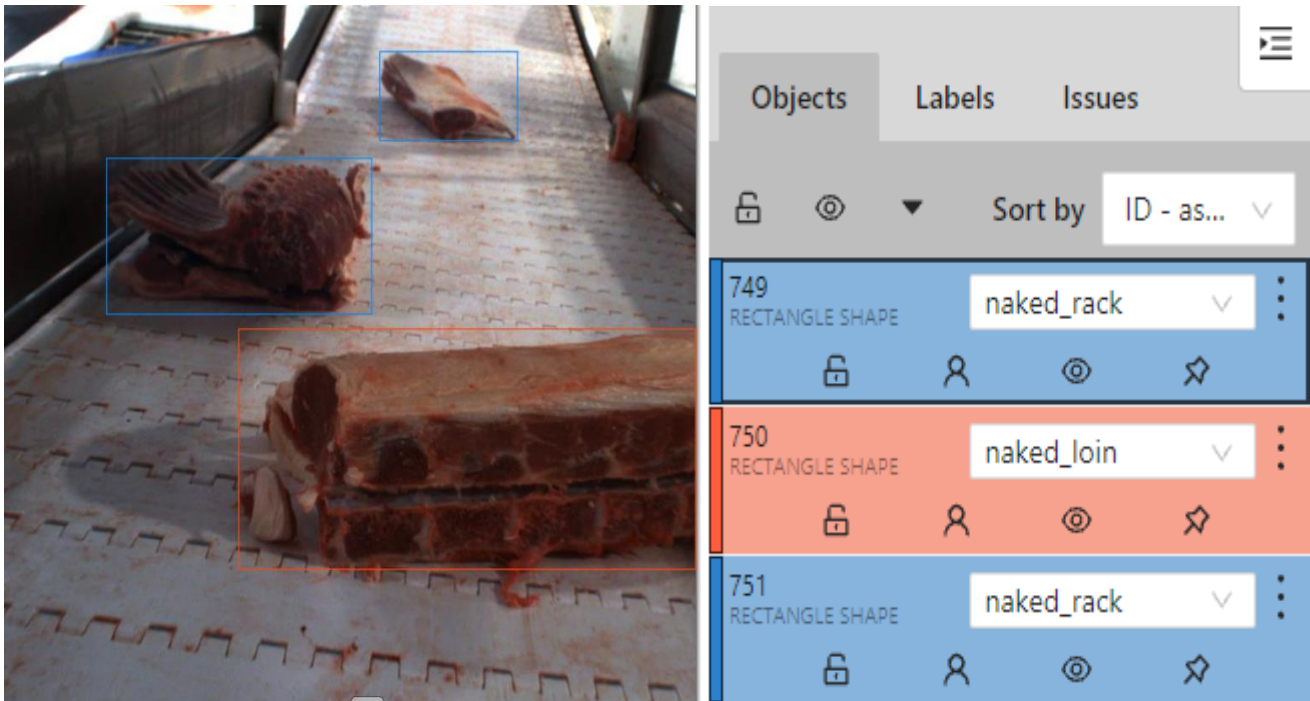 Objects Labels Issues
Sort by ID - as...
749 naked_rack
RECTANGLE SHAPE
750 naked_loin
RECTANGLE SHAPE
751 naked_rack
RECTANGLE SHAPE